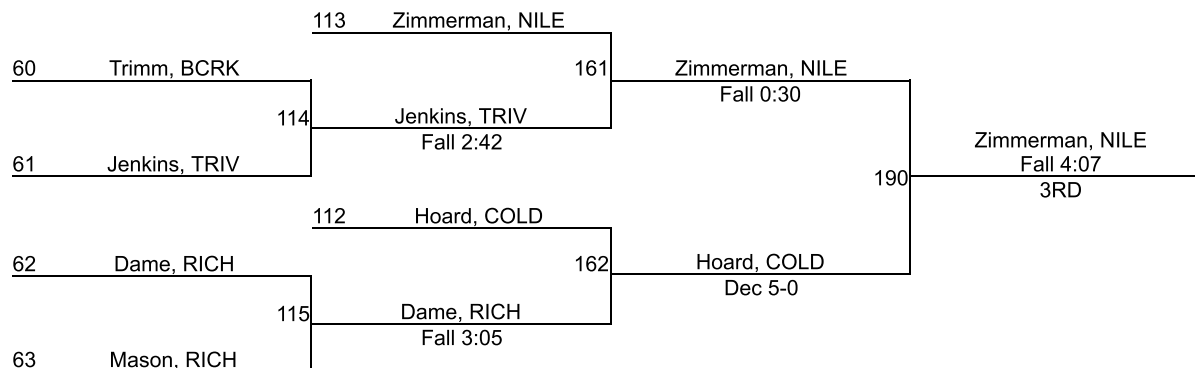 113 Zimmerman, NILE
60 Trimm, BCRK
161 Zimmerman, NILE
Fall 0:30
114 Jenkins, TRIV
Fall 2:42
61 Jenkins, TRIV
Zimmerman, NILE
Fall 4:07
190
3RD
112 Hoard, COLD
62 Dame, RICH
162 Hoard, COLD
Dec 5-0
115 Dame, RICH
Fall 3:05
63 Mason, RICH